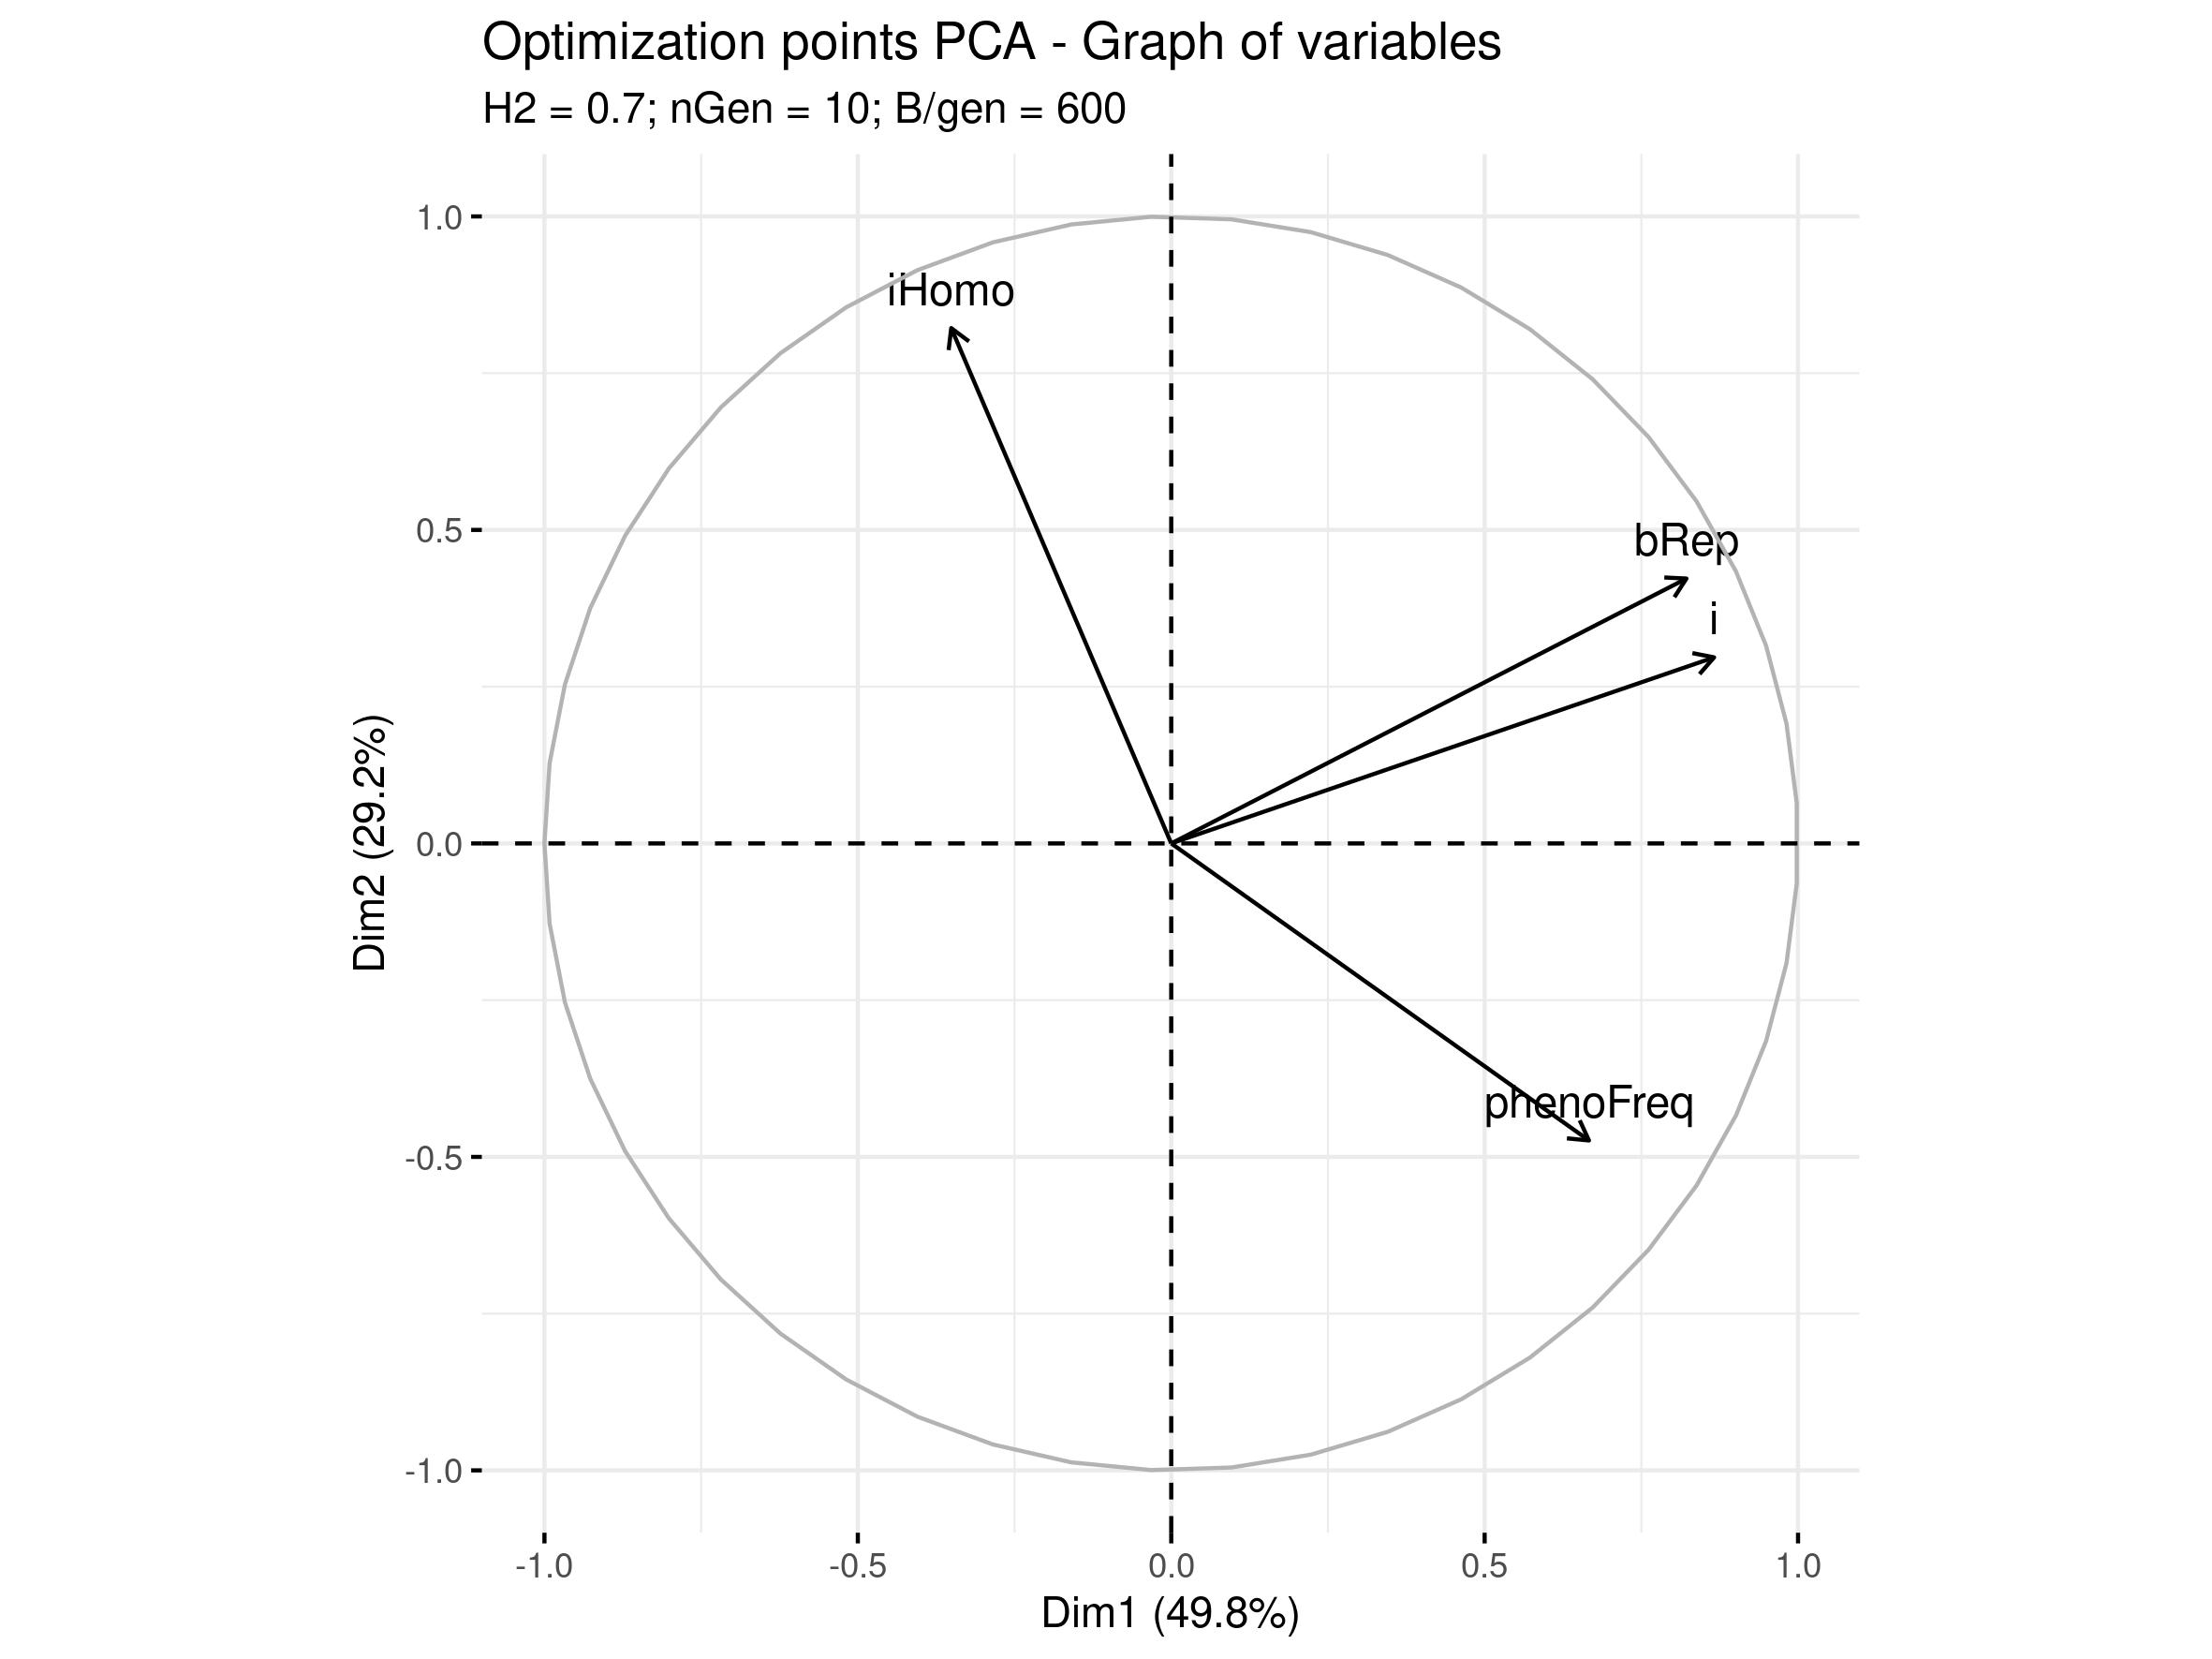 Optimization points PCA - Graph of variables
H2 = 0.7; nGen = 10; B/gen = 600
1.0
0.5
0.0
-0.5
-1.0
Dim2 (29.2%)
iHomo
bRep
i
phenoFreq
-1.0
-0.5
0.0
0.5
1.0
Dim1 (49.8%)